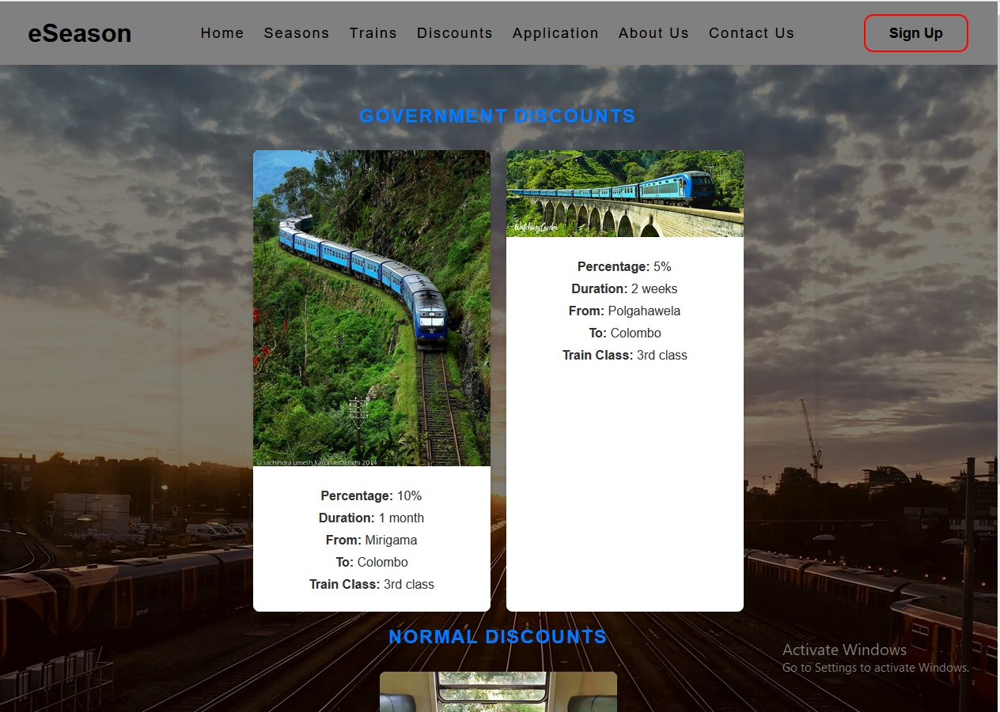 eSeason
Home Seasons Trains Discounts Application About Us Contact Us
Sign Up
GOVERNMENT DISCOUNTS
© sachindra umesh Karunaarachchi 2014
Percentage: 10%
Duration: 1 month
From: Mirigama
To: Colombo
Train Class: 3rd class
WatchingLanka
Percentage: 5%
Duration: 2 weeks
From: Polgahawela
To: Colombo
Train Class: 3rd class
NORMAL DISCOUNTS
Activate Windows
Go to Settings to activate Windows.